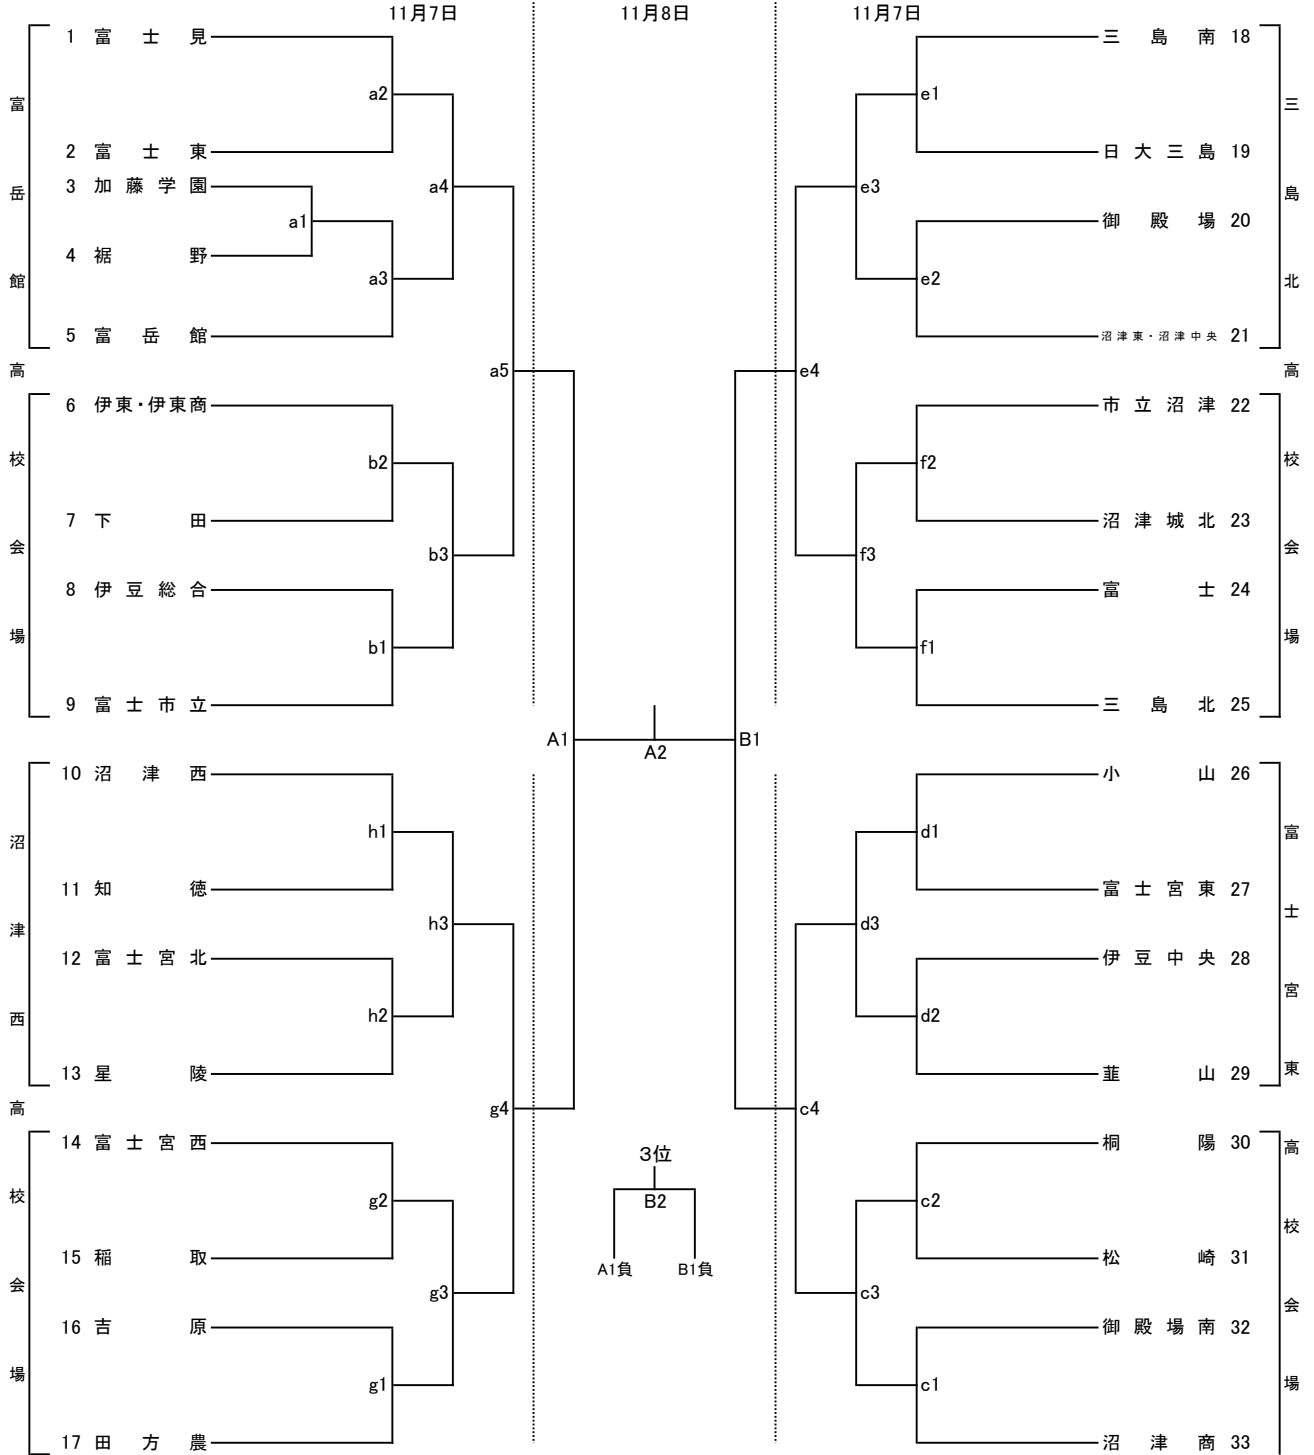 11月7日
11月8日
11月7日
富岳館高校会場
1 富士見
a2
2 富士東
3 加藤学園
a4
a1
4 裾野
a3
5 富岳館
a5
6 伊東・伊東商
b2
7 下田
b3
8 伊豆総合
b1
9 富士市立
A1
沼津西高校会場
10 沼津西
h1
11 知徳
h3
12 富士宮北
h2
13 星陵
g4
14 富士宮西
g2
15 稲取
g3
16 吉原
g1
17 田方農
A2
3位
B2
A1負
B1負
三島北高校会場
三島南 18
e1
日大三島 19
e3
御殿場 20
e2
沼津東・沼津中央 21
e4
市立沼津 22
f2
沼津城北 23
f3
富士 24
f1
三島北 25
B1
富士宮東高校会場
小山 26
d1
富士宮東 27
d3
伊豆中央 28
d2
韮山 29
c4
桐陽 30
c2
松崎 31
c3
御殿場南 32
c1
沼津商 33